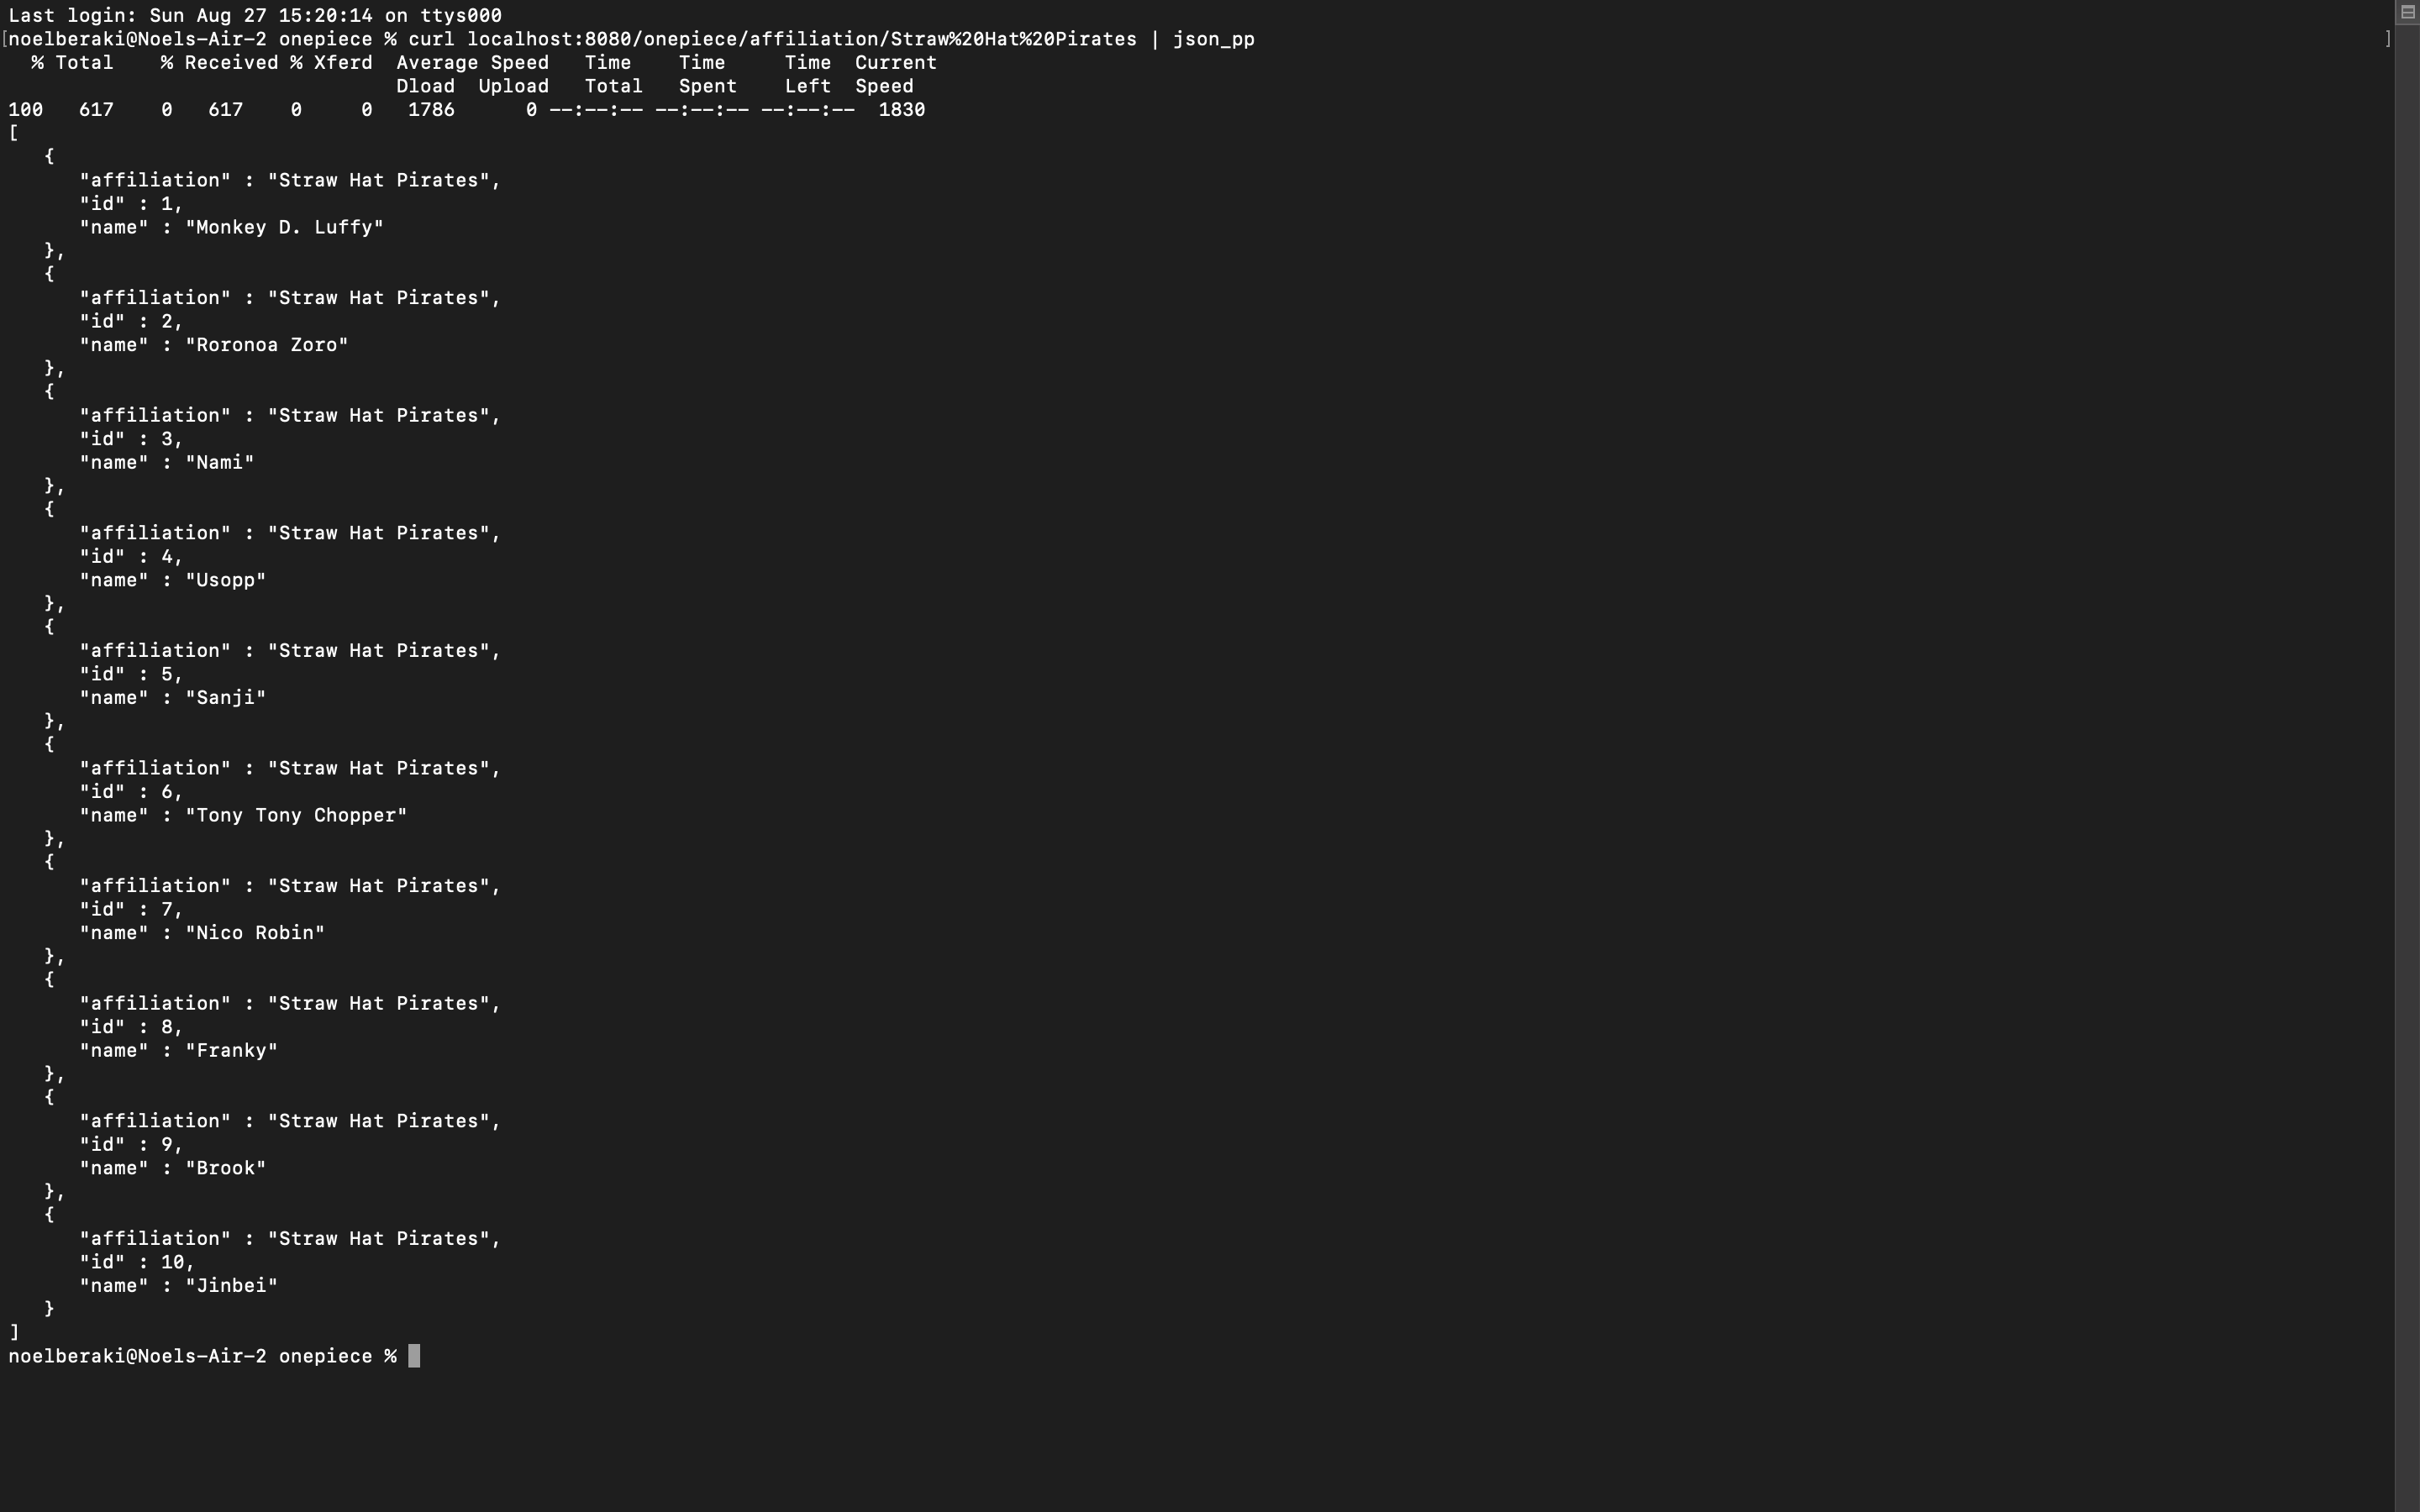 Last login: Sun Aug 27 15:20:14 on ttys000
[noelberaki@Noels-Air-2 onepiece % curl localhost:8080/onepiece/affiliation/Straw%20Hat%20Pirates | json_pp ]
  % Total    % Received % Xferd  Average Speed   Time    Time     Time  Current
                                 Dload  Upload   Total   Spent    Left  Speed
100   617    0   617    0     0   1786      0 --:--:-- --:--:-- --:--:--  1830
[
   {
      "affiliation" : "Straw Hat Pirates",
      "id" : 1,
      "name" : "Monkey D. Luffy"
   },
   {
      "affiliation" : "Straw Hat Pirates",
      "id" : 2,
      "name" : "Roronoa Zoro"
   },
   {
      "affiliation" : "Straw Hat Pirates",
      "id" : 3,
      "name" : "Nami"
   },
   {
      "affiliation" : "Straw Hat Pirates",
      "id" : 4,
      "name" : "Usopp"
   },
   {
      "affiliation" : "Straw Hat Pirates",
      "id" : 5,
      "name" : "Sanji"
   },
   {
      "affiliation" : "Straw Hat Pirates",
      "id" : 6,
      "name" : "Tony Tony Chopper"
   },
   {
      "affiliation" : "Straw Hat Pirates",
      "id" : 7,
      "name" : "Nico Robin"
   },
   {
      "affiliation" : "Straw Hat Pirates",
      "id" : 8,
      "name" : "Franky"
   },
   {
      "affiliation" : "Straw Hat Pirates",
      "id" : 9,
      "name" : "Brook"
   },
   {
      "affiliation" : "Straw Hat Pirates",
      "id" : 10,
      "name" : "Jinbei"
   }
]
noelberaki@Noels-Air-2 onepiece %